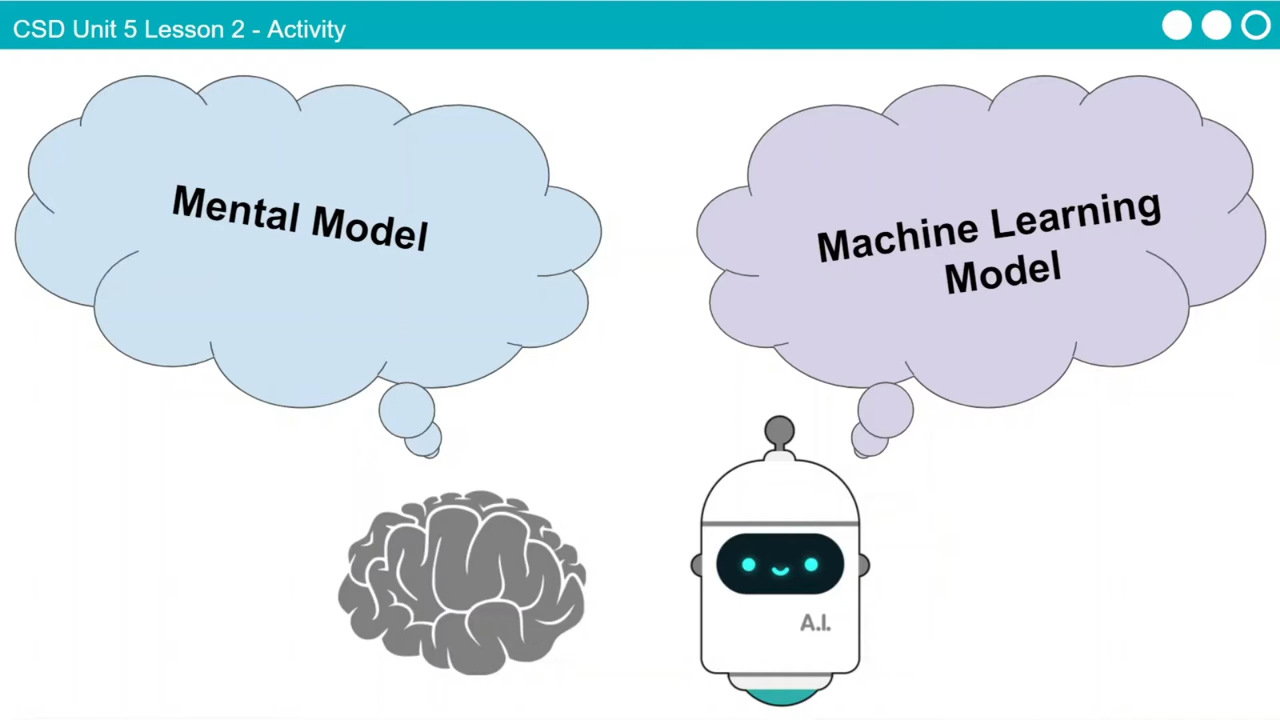 CSD Unit 5 Lesson 2 - Activity
Mental Model
Machine Learning
Model
A.I.